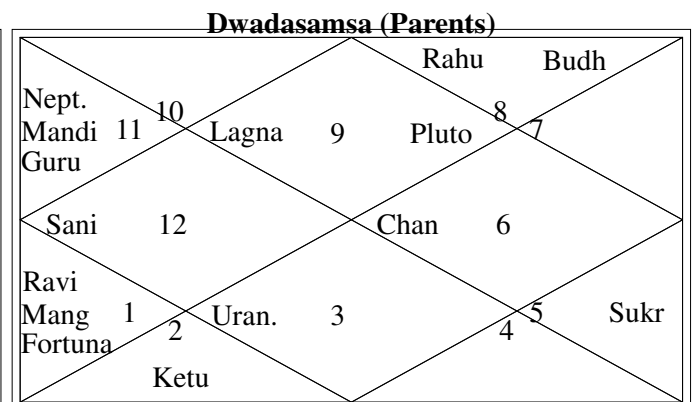 Dwadasamsa (Parents)
Rahu Budh
Nept.
10 8
Mandi 11 Lagna 9 Pluto 7
Guru
Sani 12 Chan 6
Ravi
Mang 1 Uran. 3 5 Sukr
2 4
Fortuna
Ketu